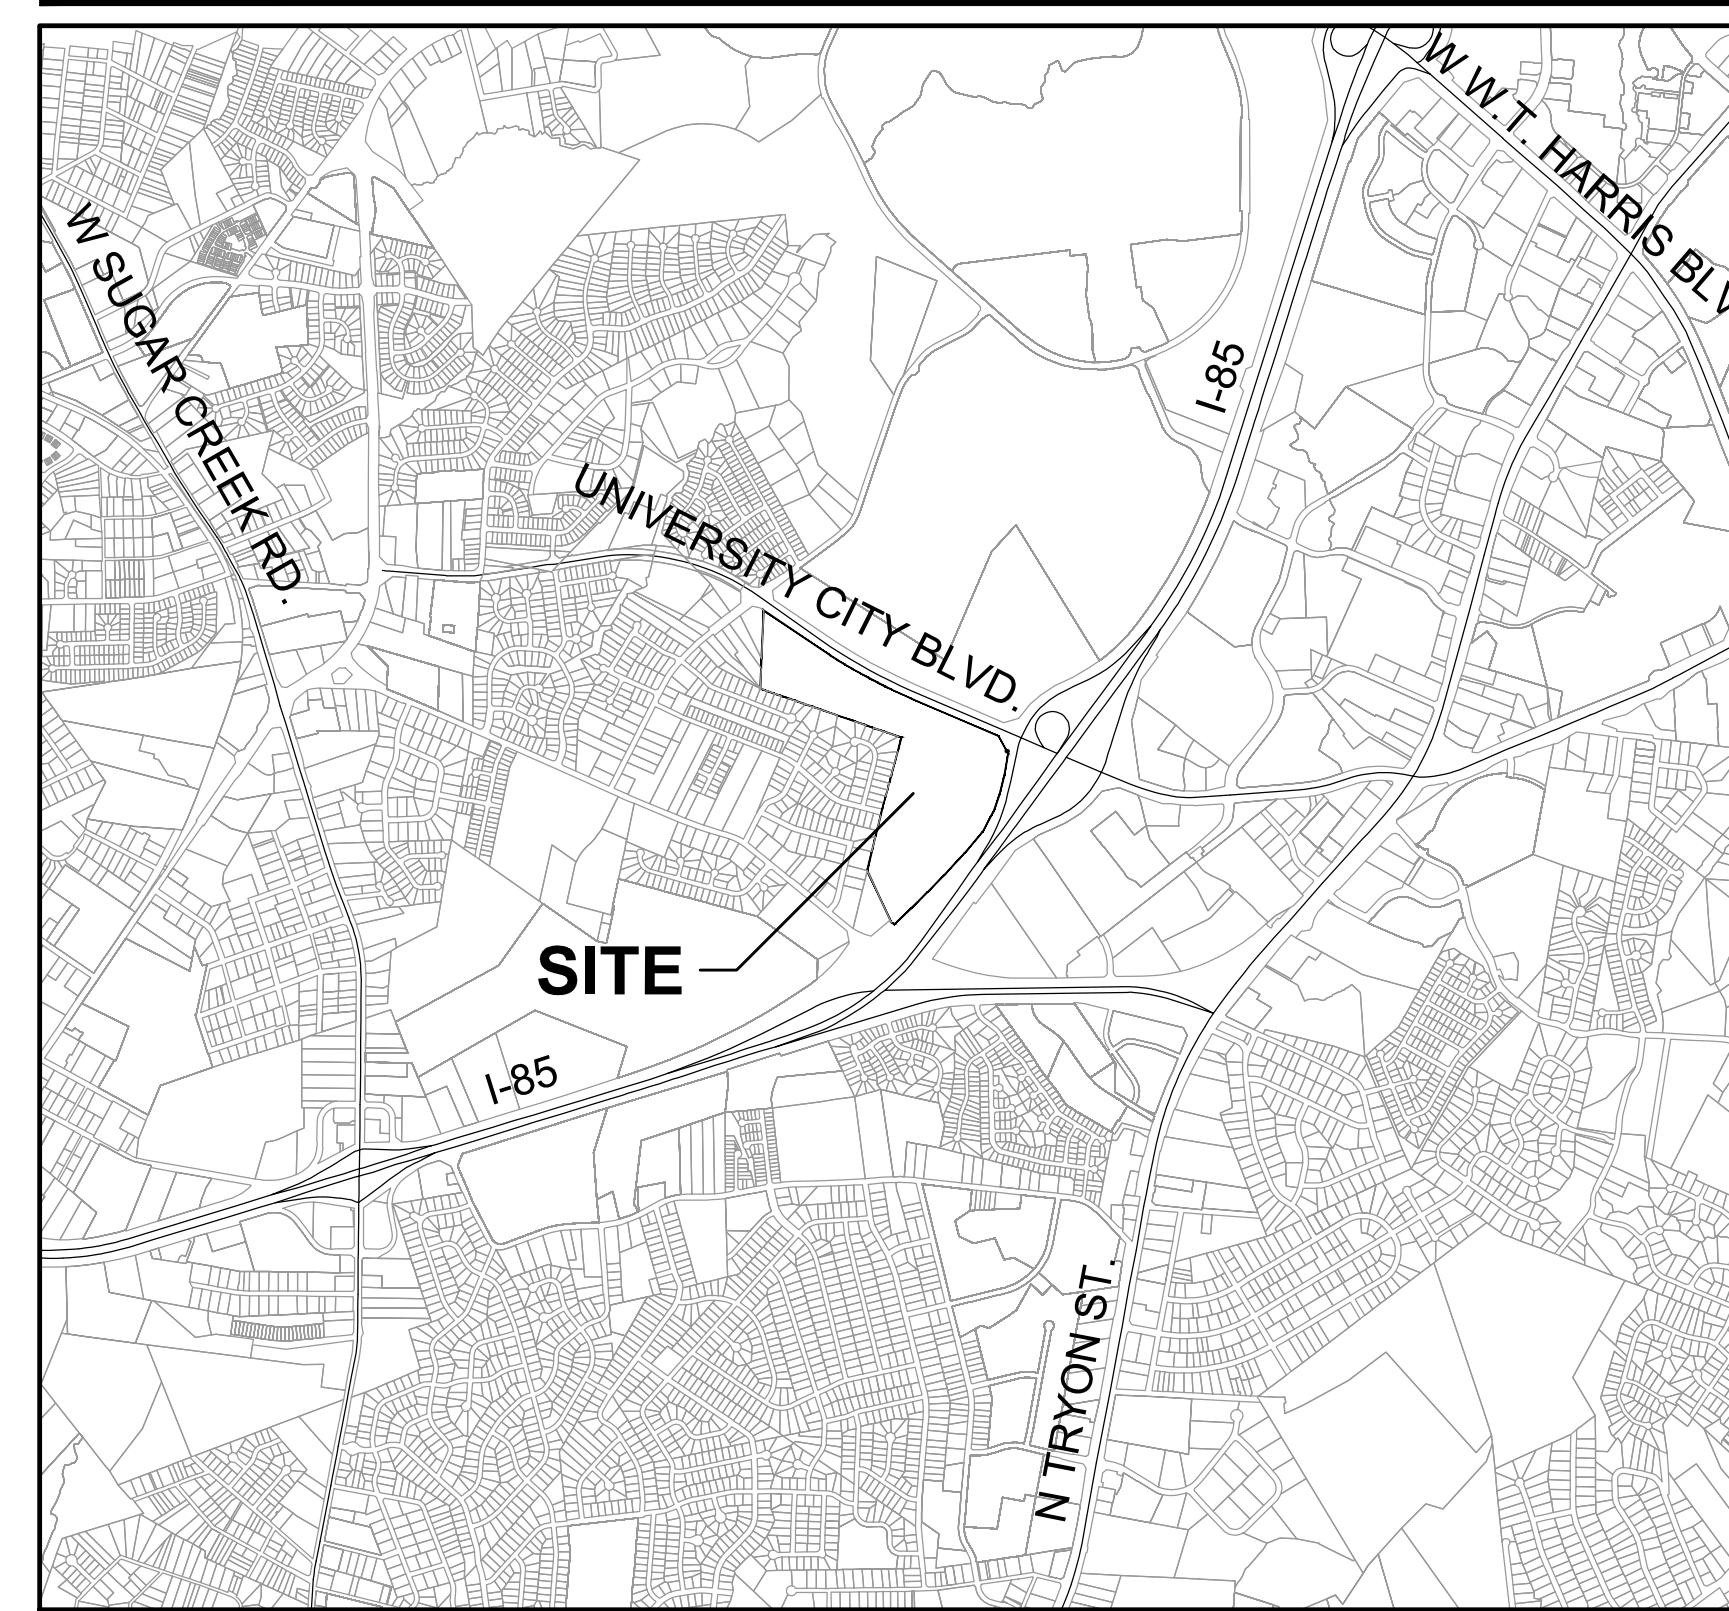 W W.T. HARRIS BLV
W SUGAR CREEK RD.
I-85
UNIVERSITY CITY BLVD.
SITE
I-85
N TRYON ST.